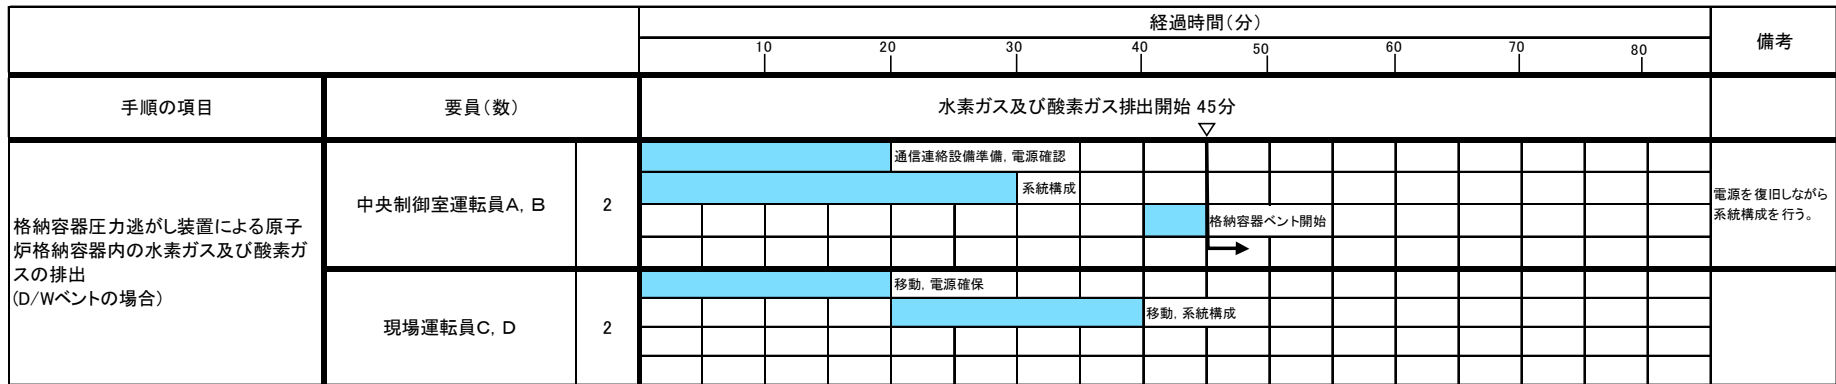 経過時間(分)
備考
10 20 30 40 50 60 70 80
手順の項目
要員(数)
水素ガス及び酸素ガス排出開始 45分
▽
格納容器圧力逃がし装置による原子
炉格納容器内の水素ガス及び酸素ガ
スの排出
(D/Wベントの場合)
中央制御室運転員A, B
2
通信連絡設備準備, 電源確認
系統構成
格納容器ベント開始
電源を復旧しながら
系統構成を行う。
現場運転員C, D
2
移動, 電源確保
移動, 系統構成